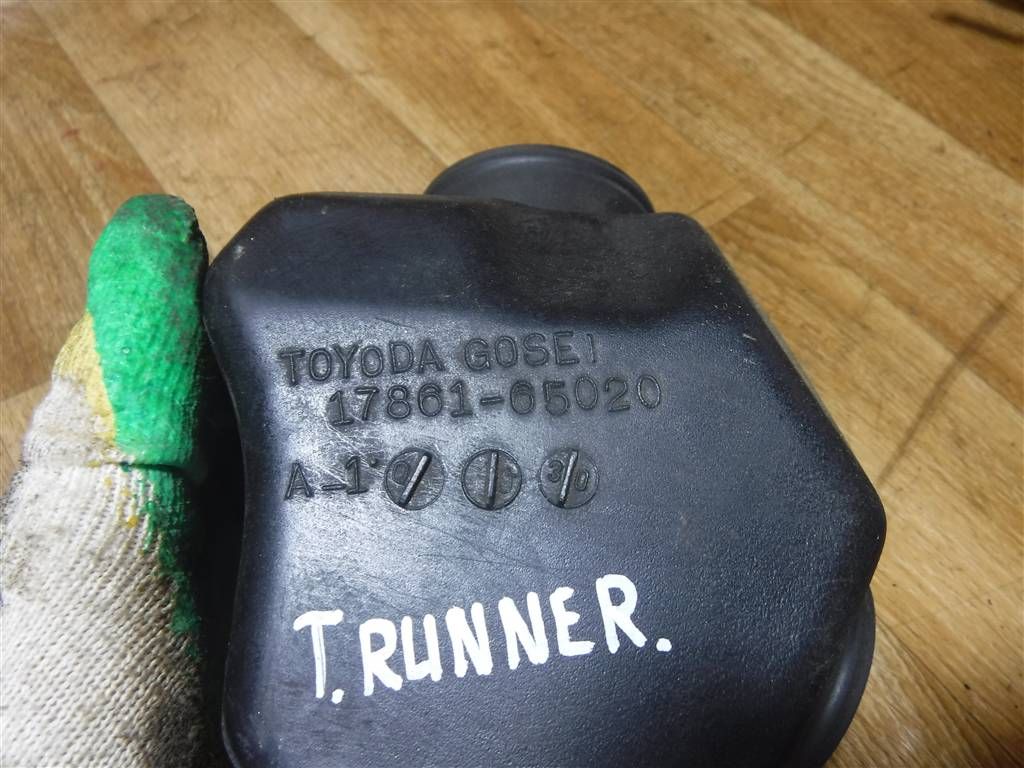 TOYODA GOSEI
17861-65020
A-1
T.RUNNER.